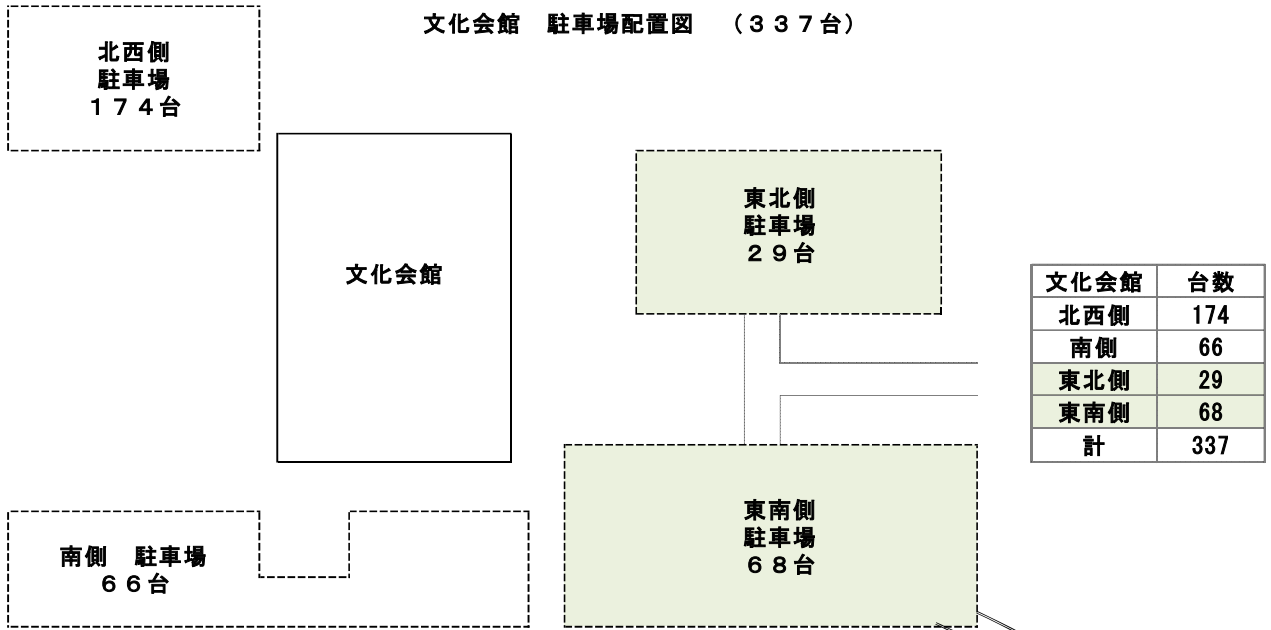 文化会館　駐車場配置図　（３３７台）
北西側
駐車場
１７４台
文化会館
東北側
駐車場
２９台
文化会館 台数
北西側 174
南側 66
東北側 29
東南側 68
計 337
南側　駐車場
６６台
東南側
駐車場
６８台